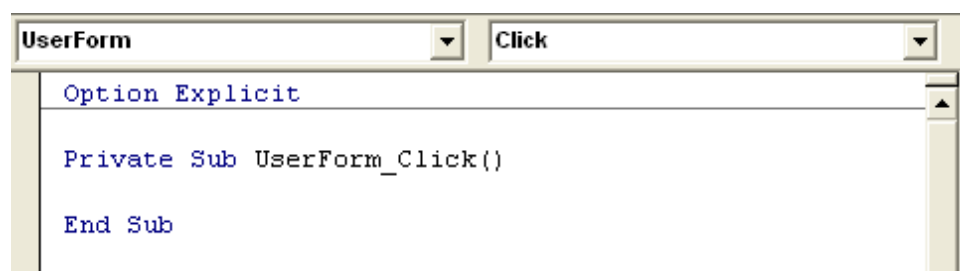 UserForm Click
Option Explicit
Private Sub UserForm_Click()
End Sub